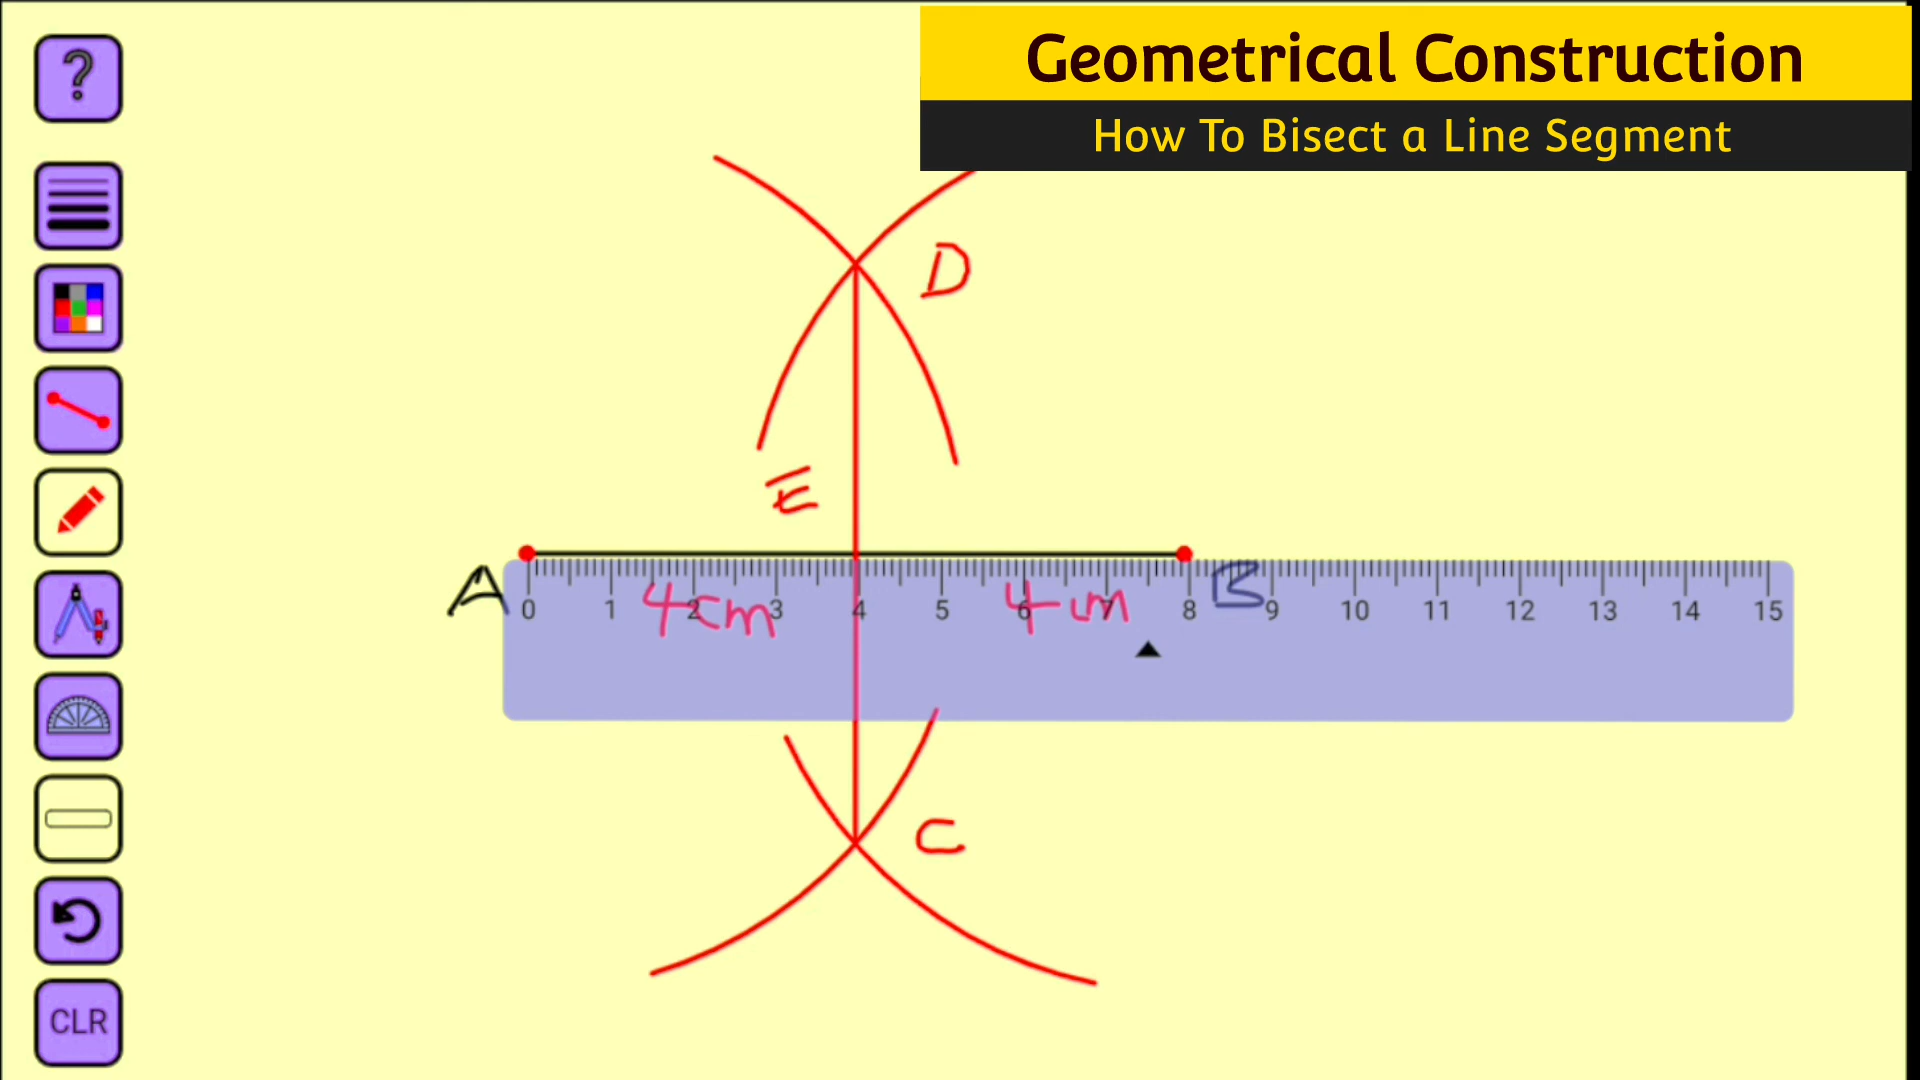 Geometrical Construction
How To Bisect a Line Segment
?
D
E
A
B
0 1 2 3 4 5 6 7 8 9 10 11 12 13 14 15
4cm
4cm
C
CLR